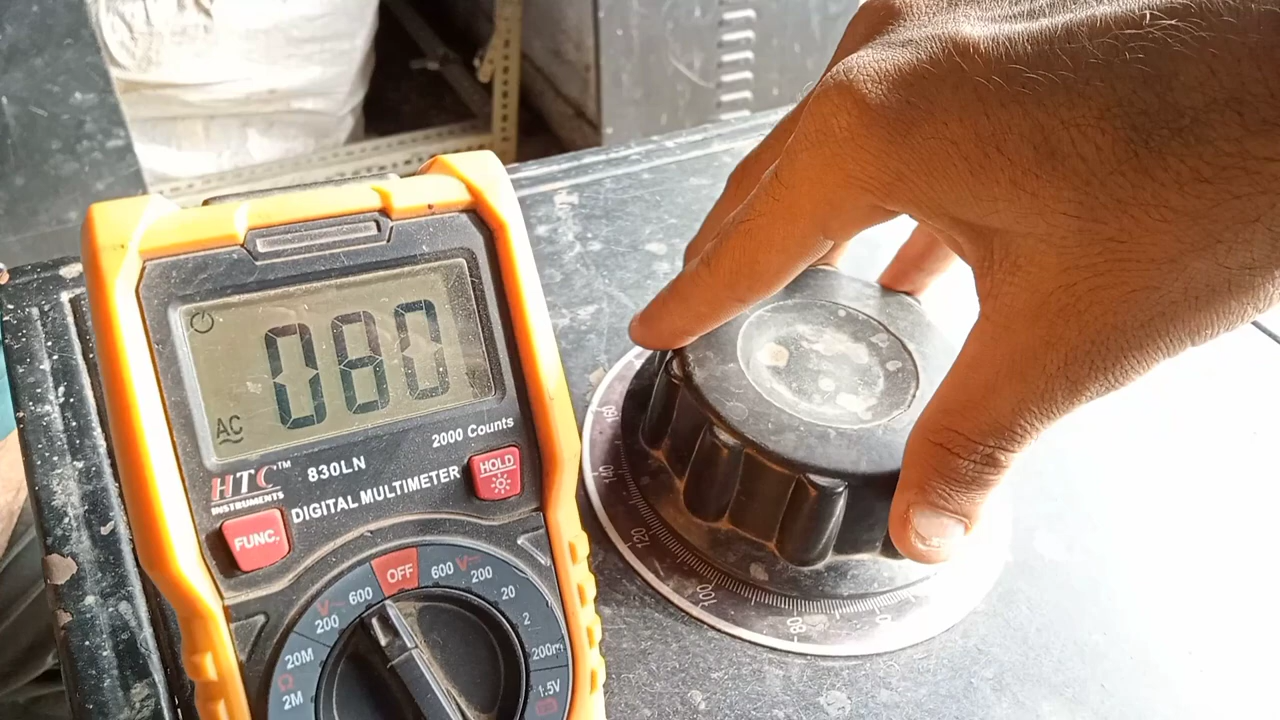 080
AC
2000 Counts
HTC™ 830LN
INSTRUMENTS
DIGITAL MULTIMETER
HOLD
FUNC.
OFF
600 V~ 600 V⎓ 200
200
20
2
20M
200m
Ω
2M
1.5V
160
140
120
100
80